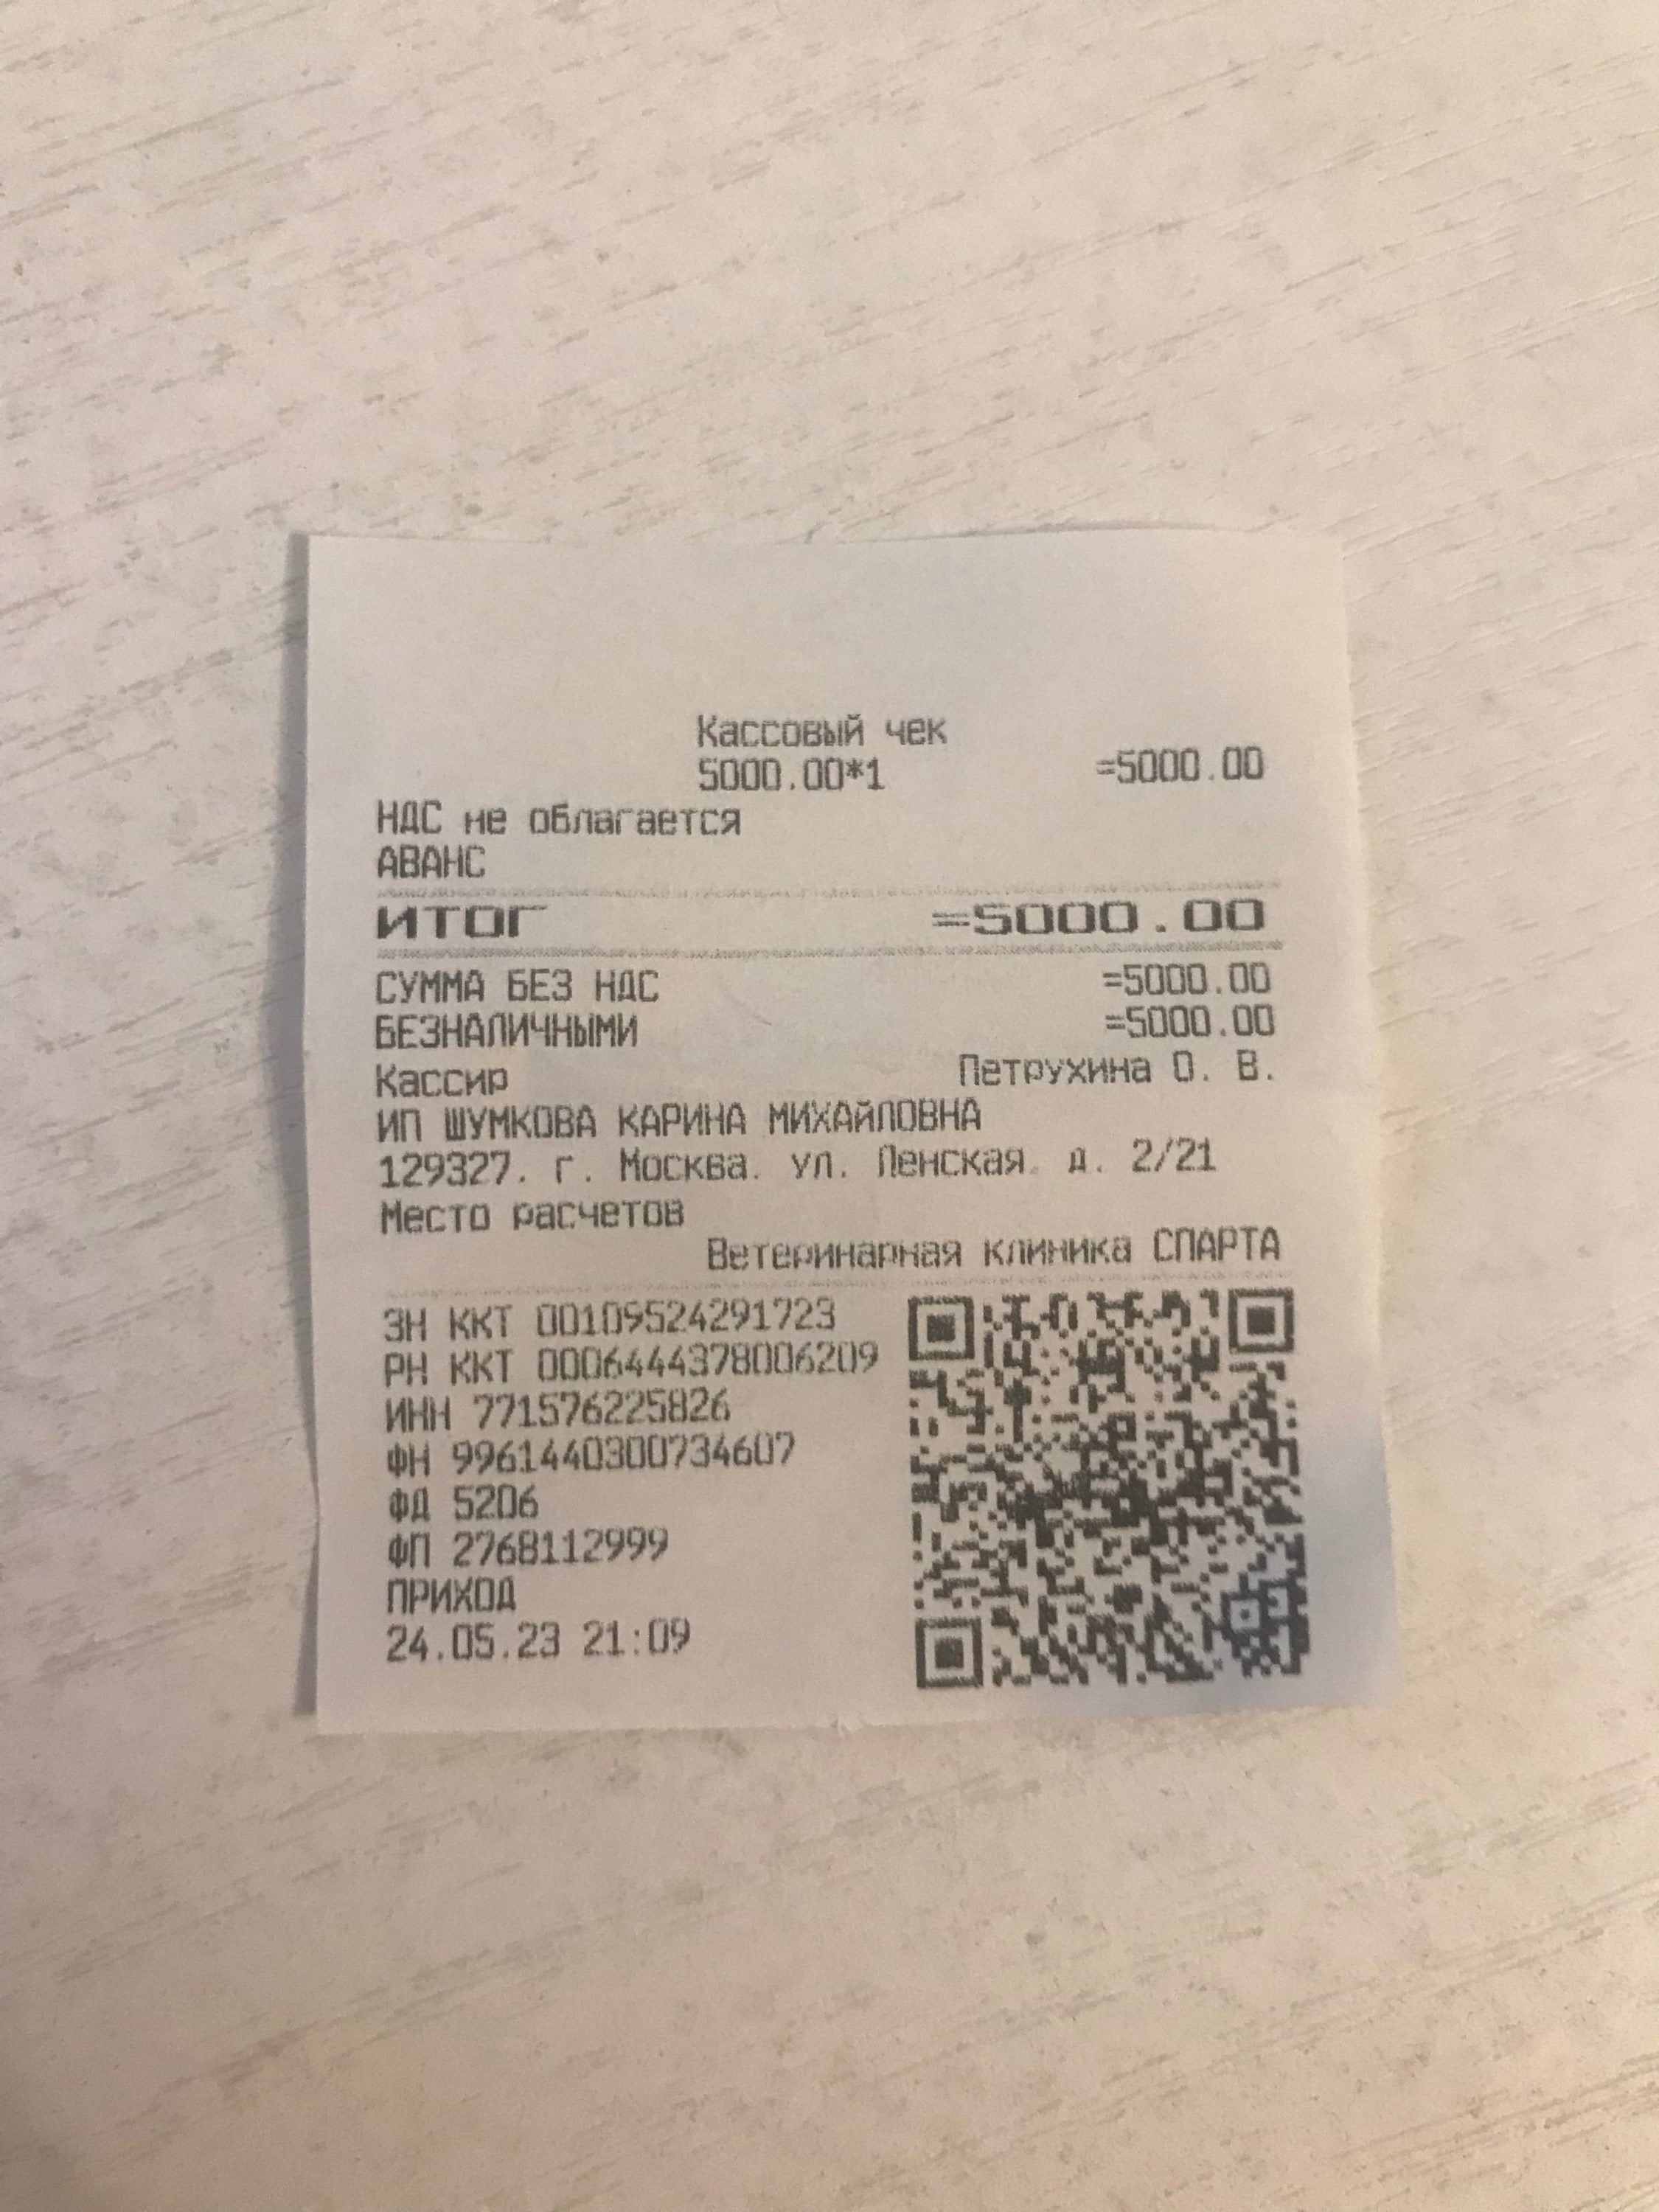 Кассовый чек
5000.00*1 =5000.00
НДС не облагается
АВАНС
ИТОГ =5000.00
СУММА БЕЗ НДС =5000.00
БЕЗНАЛИЧНЫМИ =5000.00
Кассир Петрухина О. В.
ИП ШУМКОВА КАРИНА МИХАЙЛОВНА
129327. г. Москва. ул. Ленская. д. 2/21
Место расчетов
Ветеринарная клиника СПАРТА
ЗН ККТ 00109524291723
РН ККТ 0006444378006209
ИНН 771576225826
ФН 9961440300734607
ФД 5206
ФП 2768112999
ПРИХОД
24.05.23 21:09